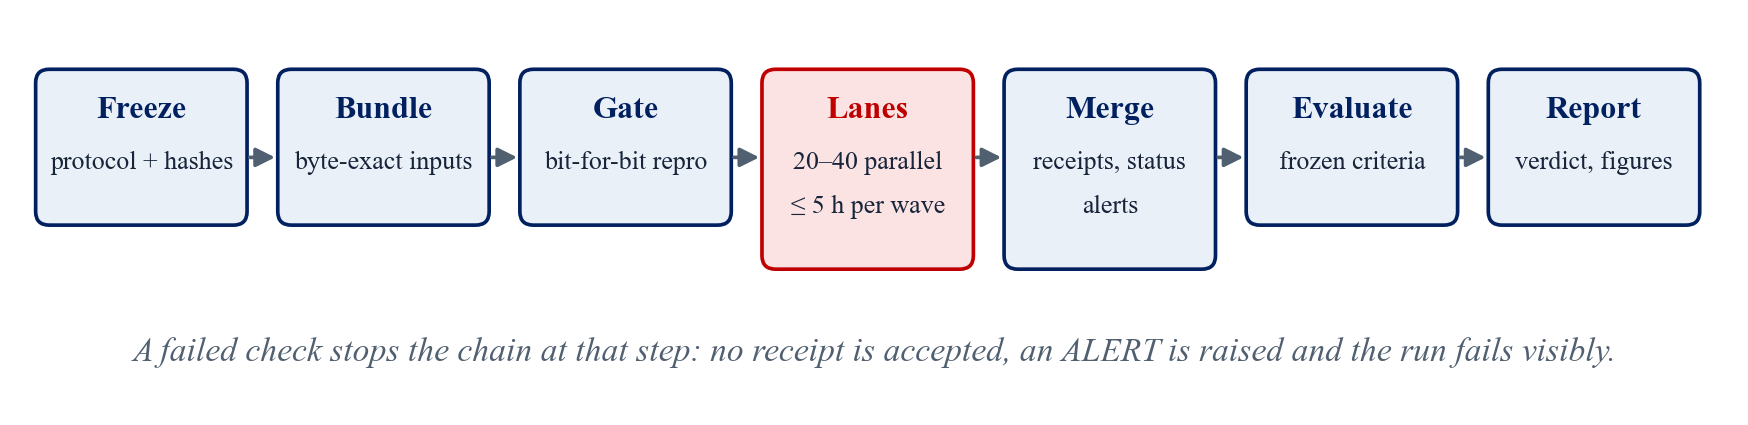 Freeze
protocol + hashes
Bundle
byte-exact inputs
Gate
bit-for-bit repro
Lanes
20–40 parallel
≤ 5 h per wave
Merge
receipts, status
alerts
Evaluate
frozen criteria
Report
verdict, figures
A failed check stops the chain at that step: no receipt is accepted, an ALERT is raised and the run fails visibly.